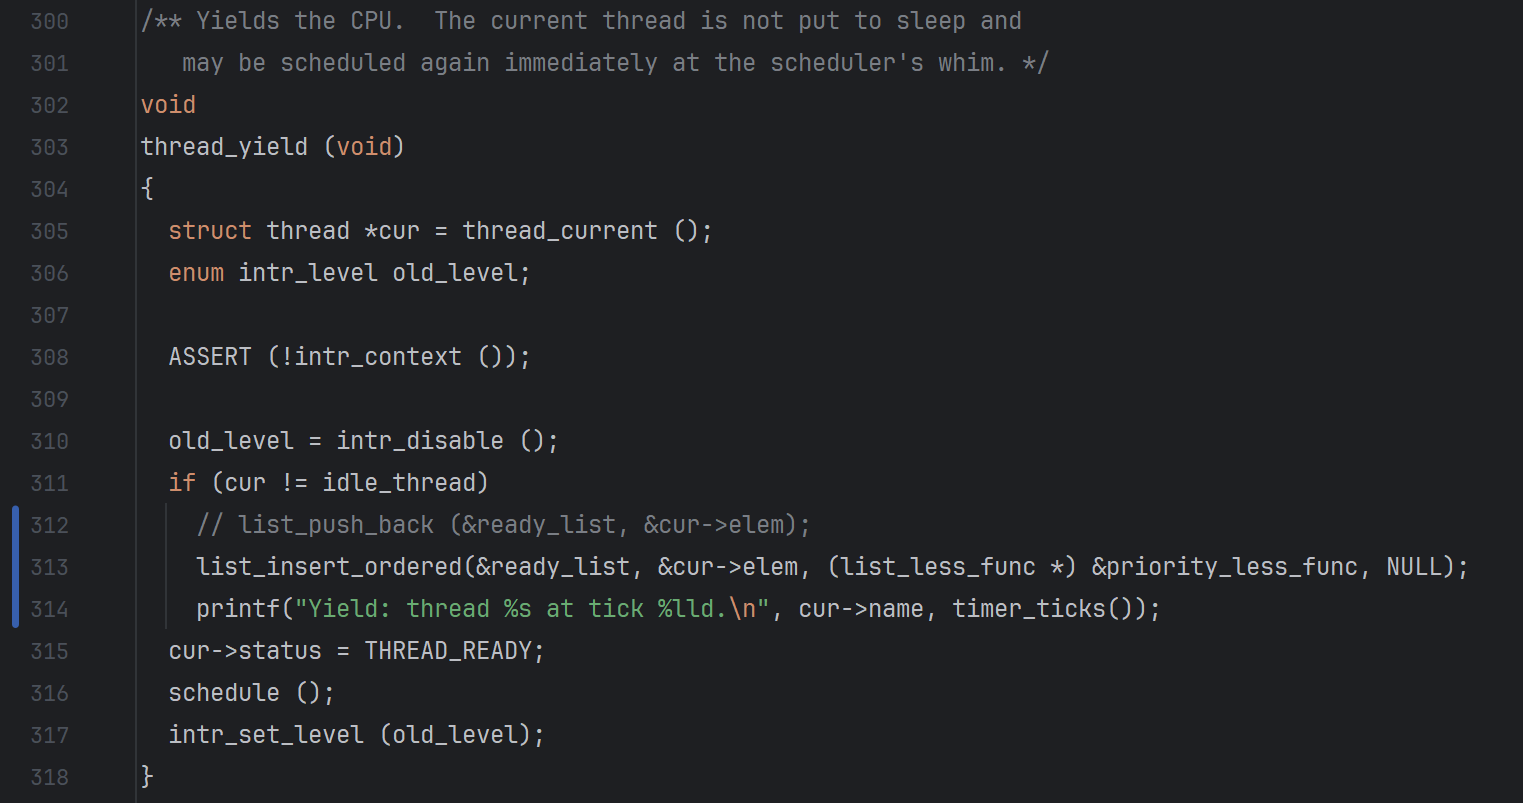 300 /** Yields the CPU.  The current thread is not put to sleep and
301    may be scheduled again immediately at the scheduler's whim. */
302 void
303 thread_yield (void)
304 {
305   struct thread *cur = thread_current ();
306   enum intr_level old_level;
307
308   ASSERT (!intr_context ());
309
310   old_level = intr_disable ();
311   if (cur != idle_thread)
312     // list_push_back (&ready_list, &cur->elem);
313     list_insert_ordered(&ready_list, &cur->elem, (list_less_func *) &priority_less_func, NULL);
314     printf("Yield: thread %s at tick %lld.\n", cur->name, timer_ticks());
315   cur->status = THREAD_READY;
316   schedule ();
317   intr_set_level (old_level);
318 }